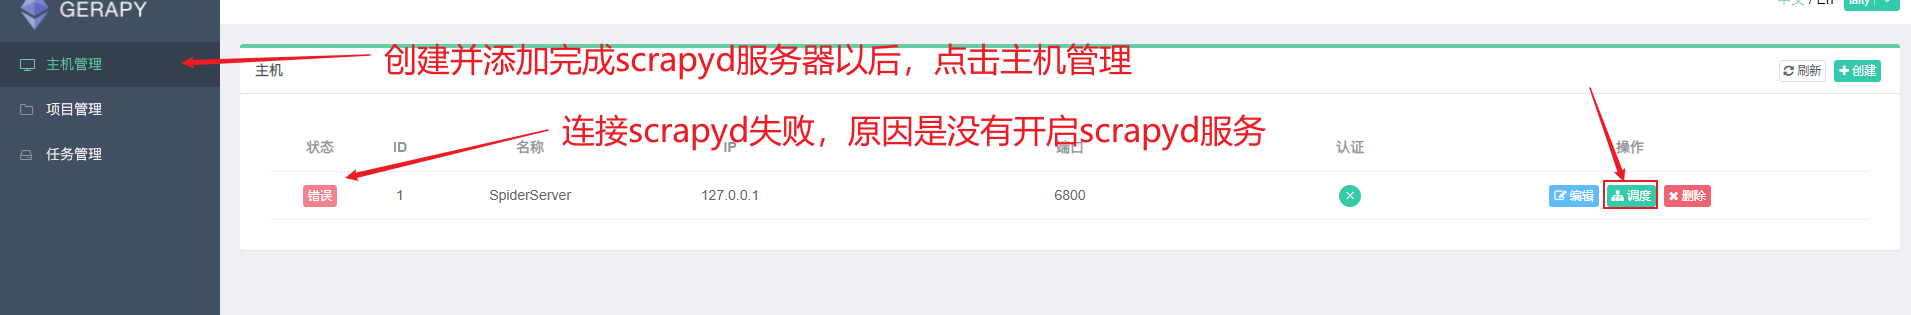 GERAPY
中文 / En
主机管理
创建并添加完成scrapyd服务器以后，点击主机管理
主机
刷新
创建
项目管理
连接scrapyd失败，原因是没有开启scrapyd服务
状态
ID
名称
IP
端口
认证
操作
任务管理
错误
1
SpiderServer
127.0.0.1
6800
编辑
调度
删除